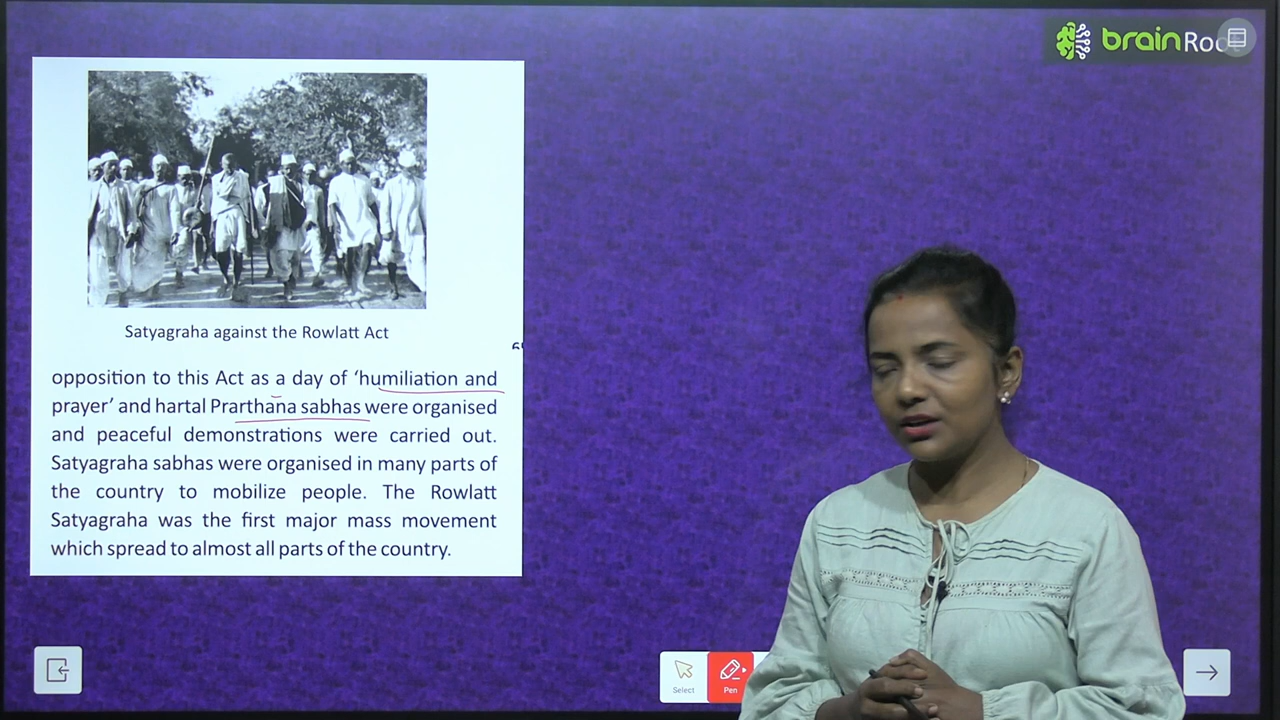 brainRoo
Satyagraha against the Rowlatt Act
opposition to this Act as a day of ‘humiliation and
prayer’ and hartal Prarthana sabhas were organised
and peaceful demonstrations were carried out.
Satyagraha sabhas were organised in many parts of
the country to mobilize people. The Rowlatt
Satyagraha was the first major mass movement
which spread to almost all parts of the country.
Select
Pen